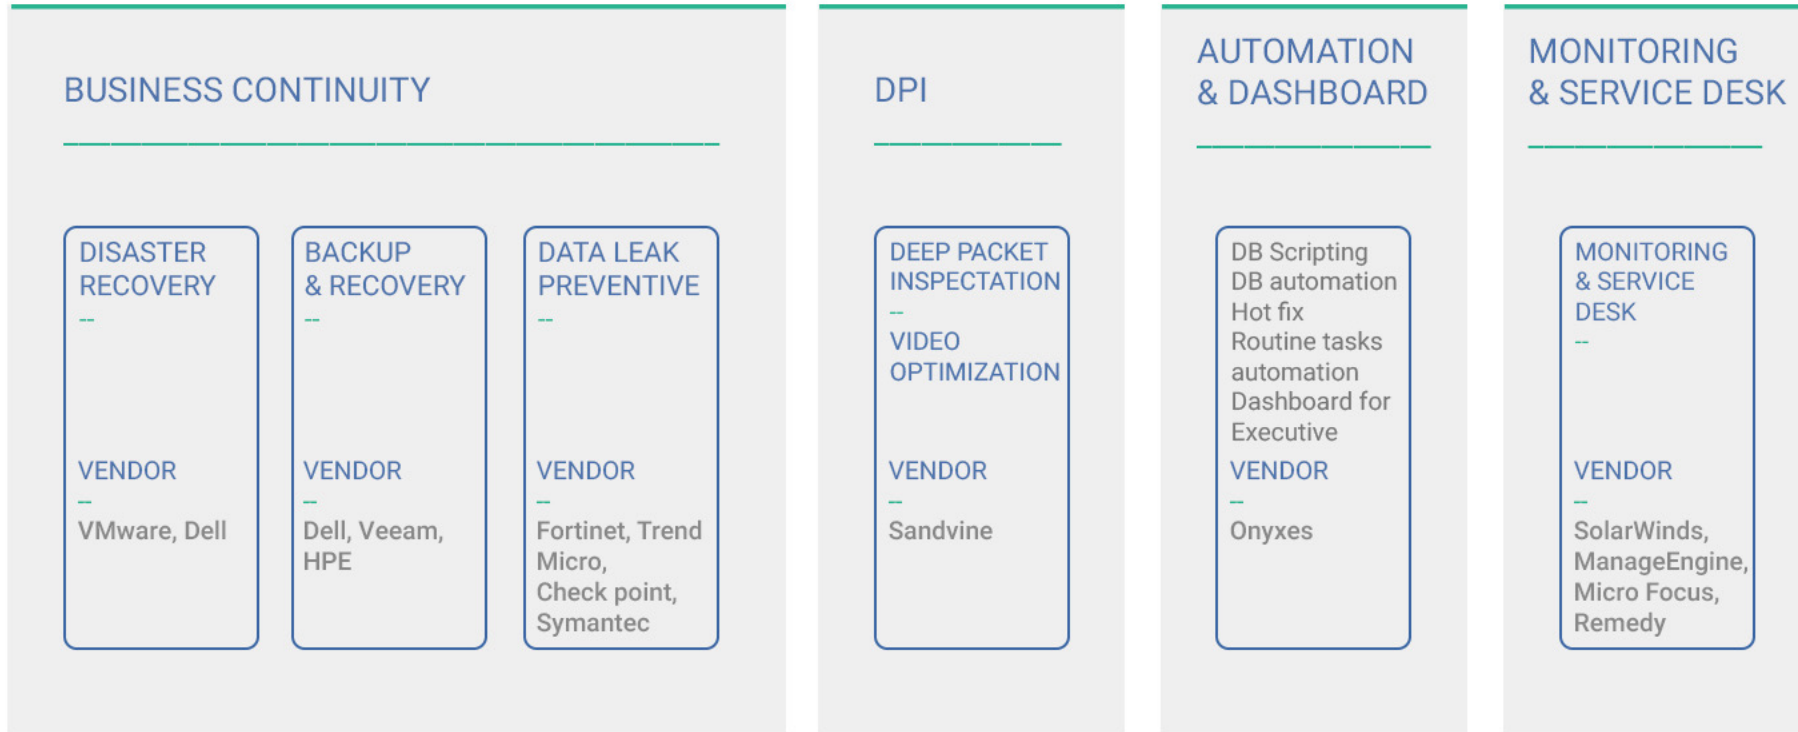 BUSINESS CONTINUITY
DISASTER
RECOVERY
--
VENDOR
--
VMware, Dell
BACKUP
& RECOVERY
--
VENDOR
--
Dell, Veeam,
HPE
DATA LEAK
PREVENTIVE
--
VENDOR
--
Fortinet, Trend
Micro,
Check point,
Symantec
DPI
DEEP PACKET
INSPECTATION
--
VIDEO
OPTIMIZATION
VENDOR
--
Sandvine
AUTOMATION
& DASHBOARD
DB Scripting
DB automation
Hot fix
Routine tasks
automation
Dashboard for
Executive
VENDOR
--
Onyxes
MONITORING
& SERVICE DESK
MONITORING
& SERVICE
DESK
--
VENDOR
--
SolarWinds,
ManageEngine,
Micro Focus,
Remedy